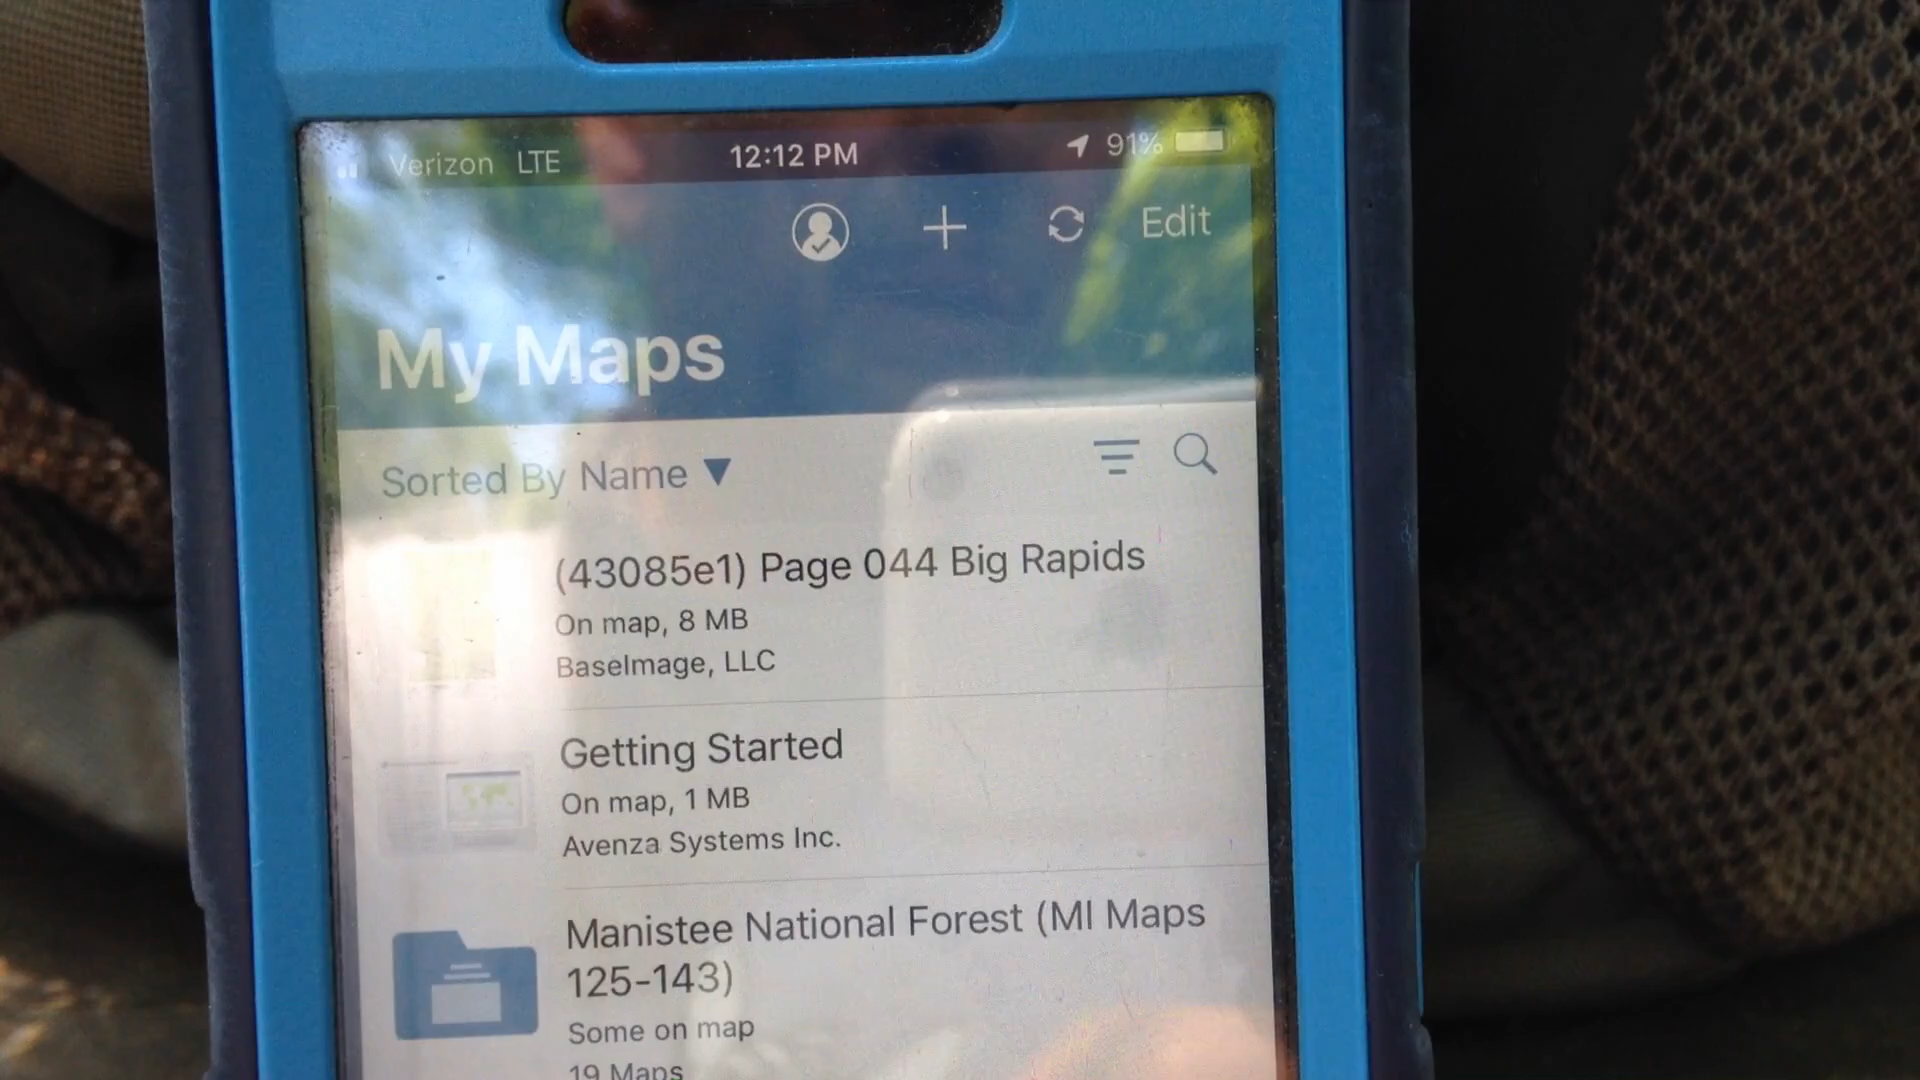 Verizon LTE 12:12 PM 91%
Edit
My Maps
Sorted By Name ▼
(43085e1) Page 044 Big Rapids
On map, 8 MB
BaseImage, LLC
Getting Started
On map, 1 MB
Avenza Systems Inc.
Manistee National Forest (MI Maps
125-143)
Some on map
19 Maps